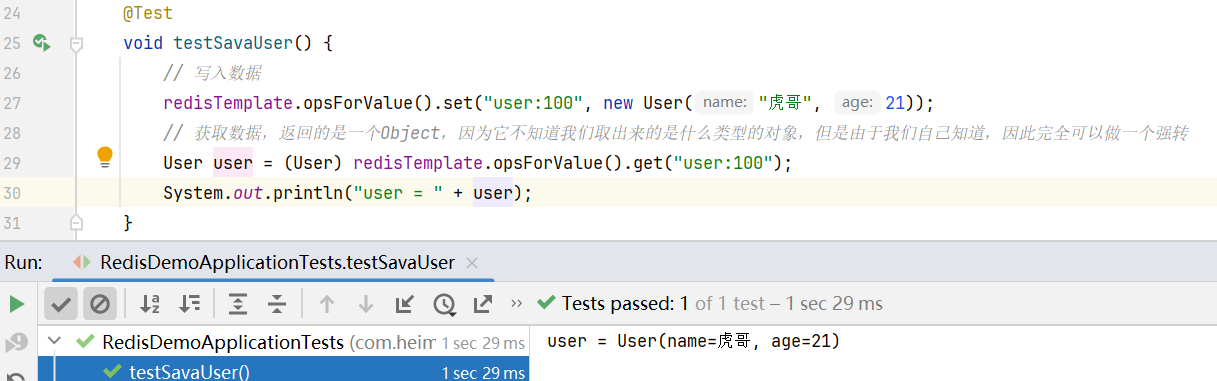 24 @Test
25 void testSavaUser() {
26 // 写入数据
27 redisTemplate.opsForValue().set("user:100", new User( name: "虎哥", age: 21));
28 // 获取数据，返回的是一个Object，因为它不知道我们取出来的是什么类型的对象，但是由于我们自己知道，因此完全可以做一个强转
29 User user = (User) redisTemplate.opsForValue().get("user:100");
30 System.out.println("user = " + user);
31 }
Run: RedisDemoApplicationTests.testSavaUser ×
» Tests passed: 1 of 1 test – 1 sec 29 ms
RedisDemoApplicationTests (com.heim 1 sec 29 ms
user = User(name=虎哥, age=21)
testSavaUser() 1 sec 29 ms